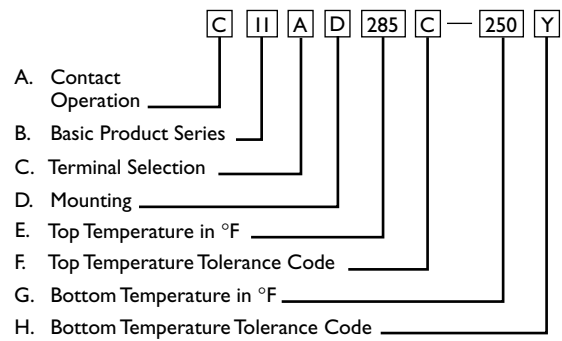 C 11 A D 285 C — 250 Y
A. Contact
Operation
B. Basic Product Series
C. Terminal Selection
D. Mounting
E. Top Temperature in °F
F. Top Temperature Tolerance Code
G. Bottom Temperature in °F
H. Bottom Temperature Tolerance Code